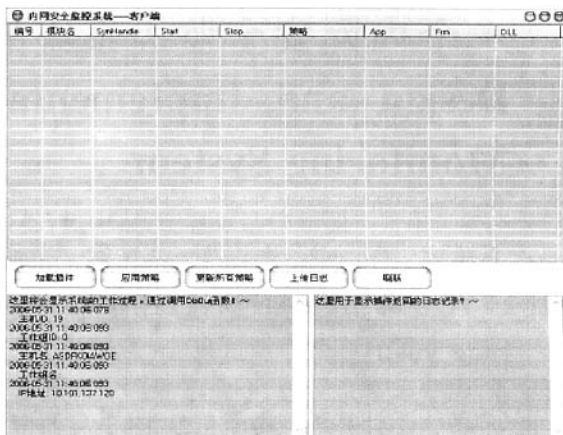 内网安全监控系统---客户端
编号 模块名 SynHandle Start Stop 策略 App Frm DLL
加载插件 应用策略 更新所有策略 上传日志
这里将会显示系统的工作过程，通过调用 函数! ~
2006-05-31 11:40:06:078
主机ID: 19
2006-05-31 11:40:06:093
工作组ID: 0
2006-05-31 11:40:06:093
主机名:
2006-05-31 11:40:06:093
工作组名:
2006-05-31 11:40:06:093
IP地址: 10.101.137.120
这里用于显示插件返回的日志记录! ~